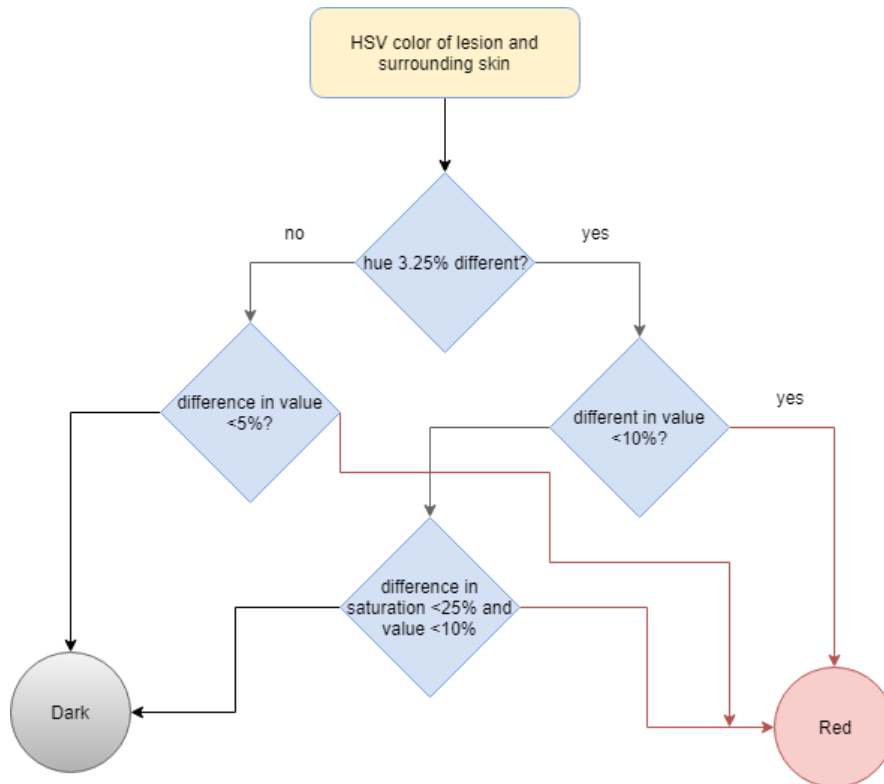 HSV color of lesion and
surrounding skin
no
yes
hue 3.25% different?
difference in value
<5%?
different in value
<10%?
yes
difference in
saturation <25% and
value <10%
Dark
Red